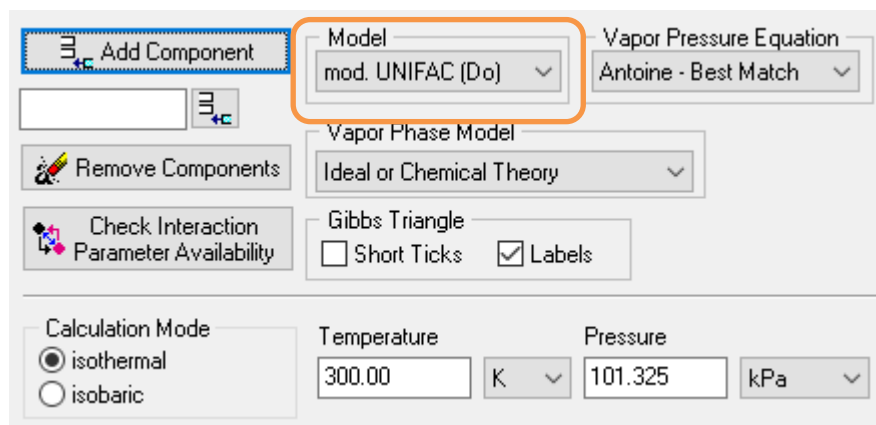 Add Component
Model
mod. UNIFAC (Do)
Vapor Pressure Equation
Antoine - Best Match
Vapor Phase Model
Ideal or Chemical Theory
Remove Components
Check Interaction
Parameter Availability
Gibbs Triangle
Short Ticks
Labels
Calculation Mode
isothermal
isobaric
Temperature
300.00
K
Pressure
101.325
kPa